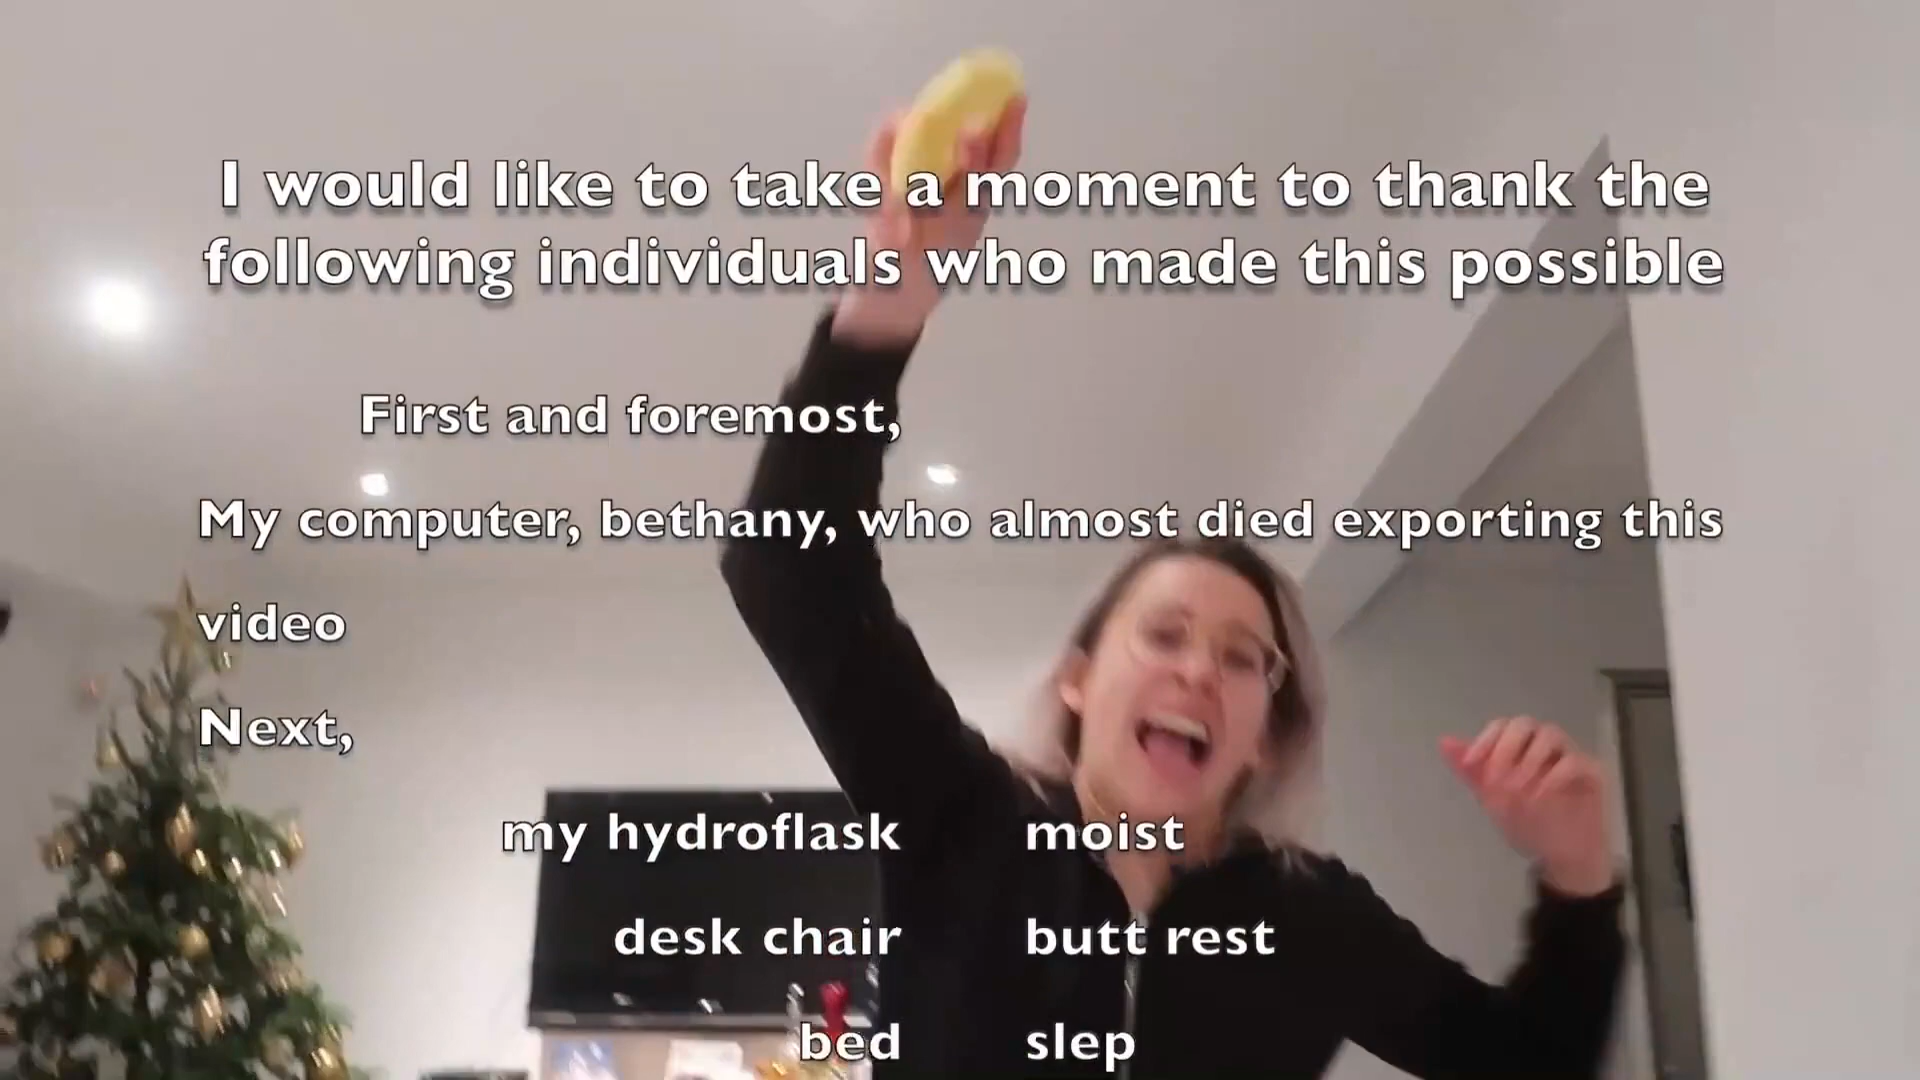 I would like to take a moment to thank the
following individuals who made this possible
First and foremost,
My computer, bethany, who almost died exporting this
video
Next,
my hydroflask moist
desk chair butt rest
bed slep